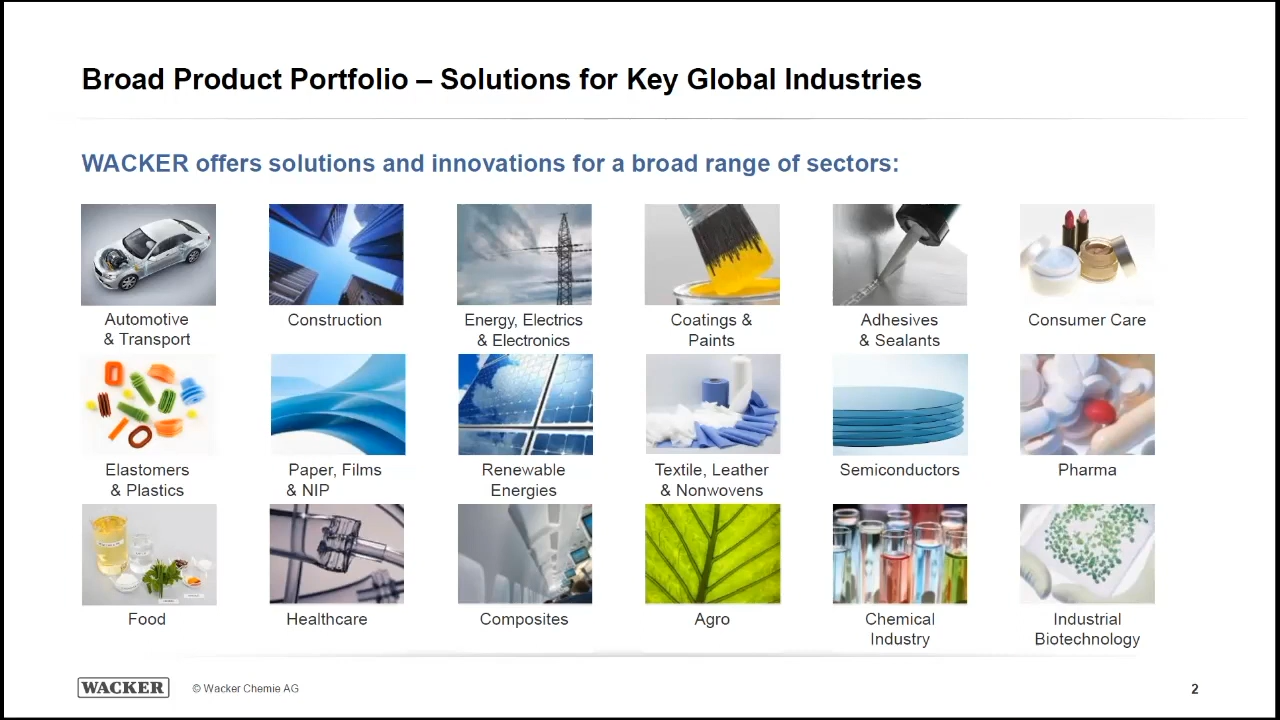 Broad Product Portfolio – Solutions for Key Global Industries
WACKER offers solutions and innovations for a broad range of sectors:
Automotive
& Transport
Construction
Energy, Electrics
& Electronics
Coatings &
Paints
Adhesives
& Sealants
Consumer Care
Elastomers
& Plastics
Paper, Films
& NIP
Renewable
Energies
Textile, Leather
& Nonwovens
Semiconductors
Pharma
Food
Healthcare
Composites
Agro
Chemical
Industry
Industrial
Biotechnology
WACKER
© Wacker Chemie AG
2